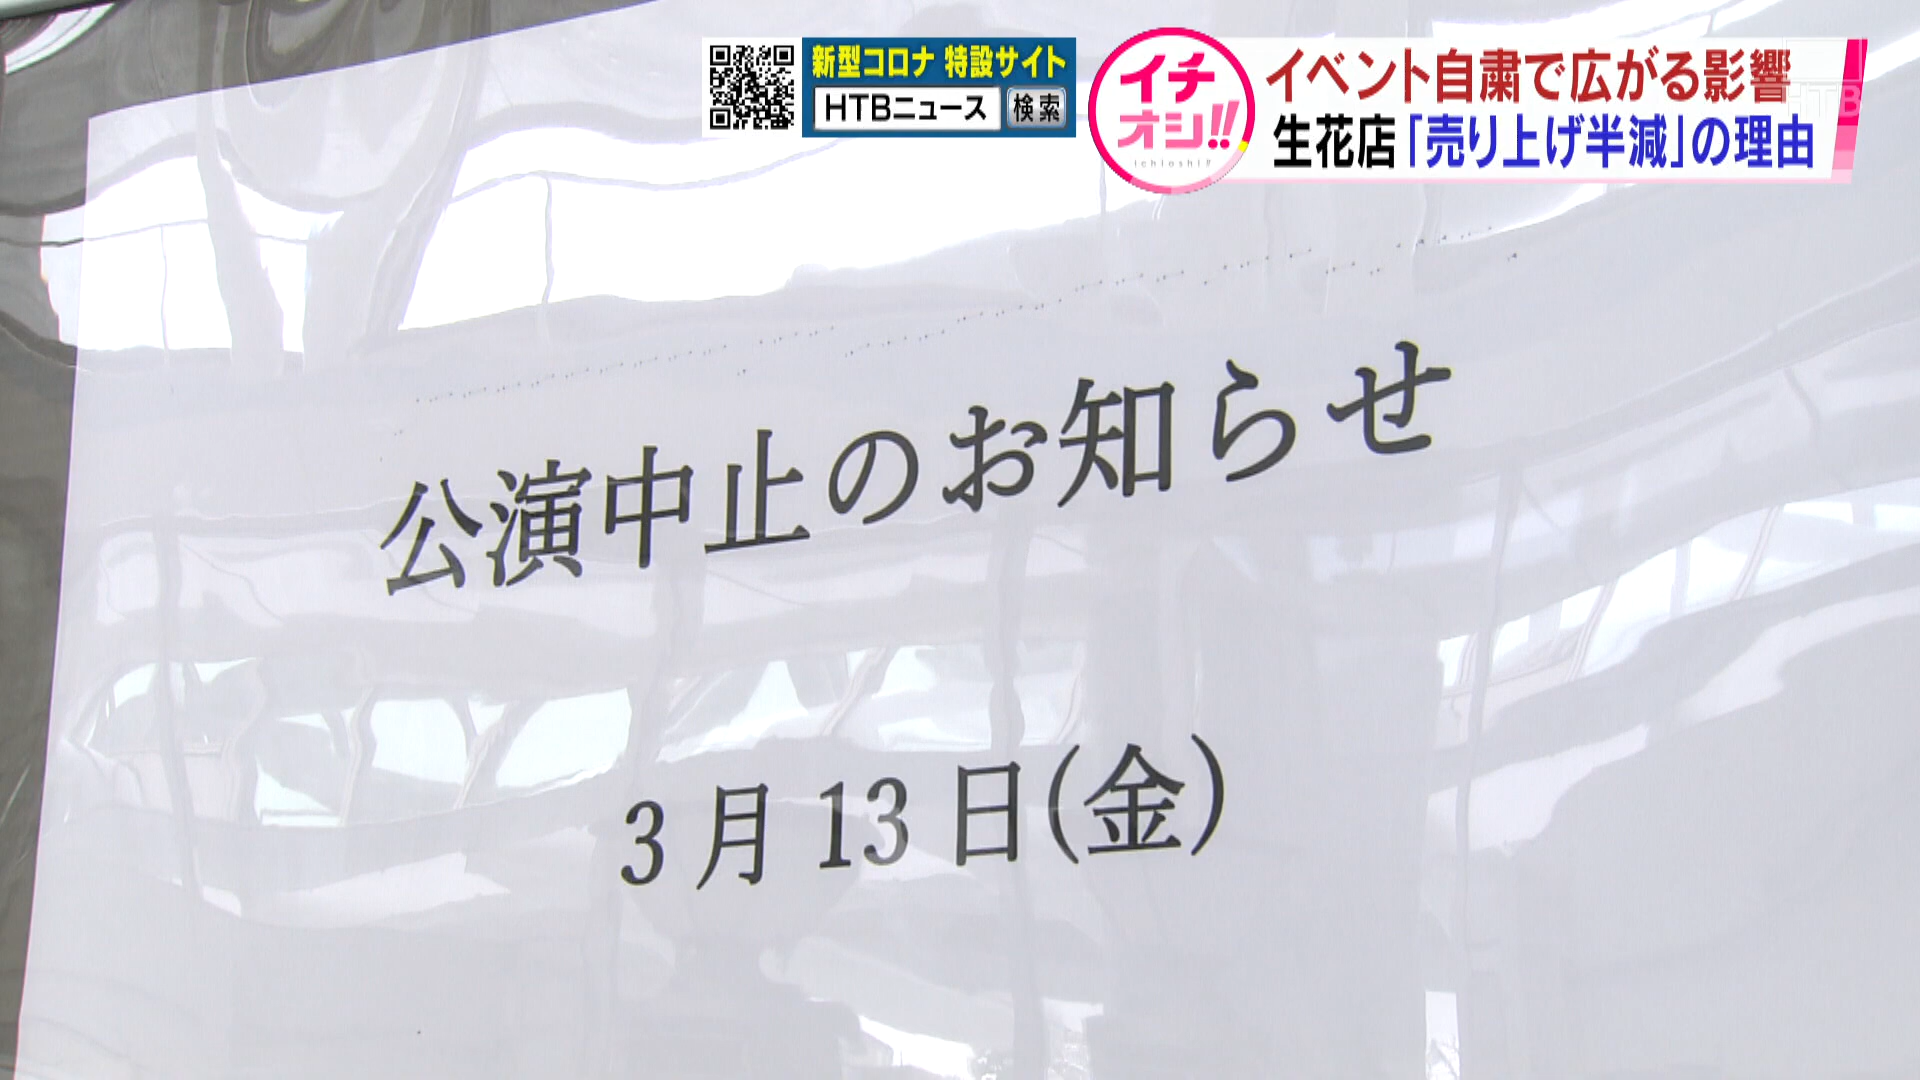 新型コロナ 特設サイト
HTBニュース 検索
イチオシ!!
ichioshi!!
イベント自粛で広がる影響
生花店「売り上げ半減」の理由
HTB
公演中止のお知らせ
3月13日(金)